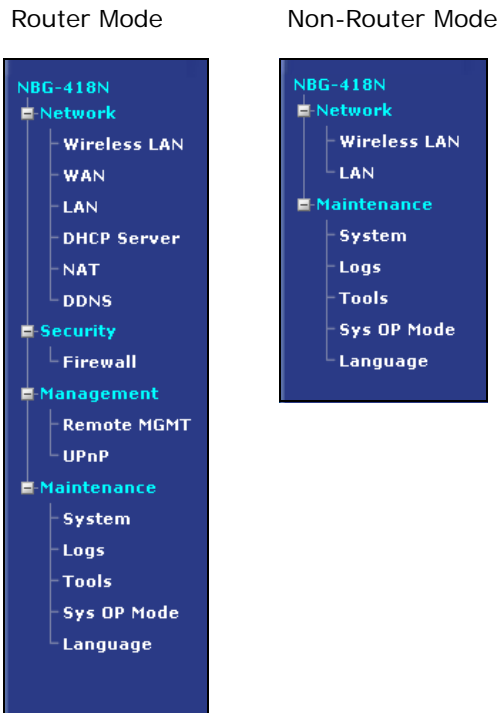 Router Mode
NBG-418N
Network
Wireless LAN
WAN
LAN
DHCP Server
NAT
DDNS
Security
Firewall
Management
Remote MGMT
UPnP
Maintenance
System
Logs
Tools
Sys OP Mode
Language
Non-Router Mode
NBG-418N
Network
Wireless LAN
LAN
Maintenance
System
Logs
Tools
Sys OP Mode
Language